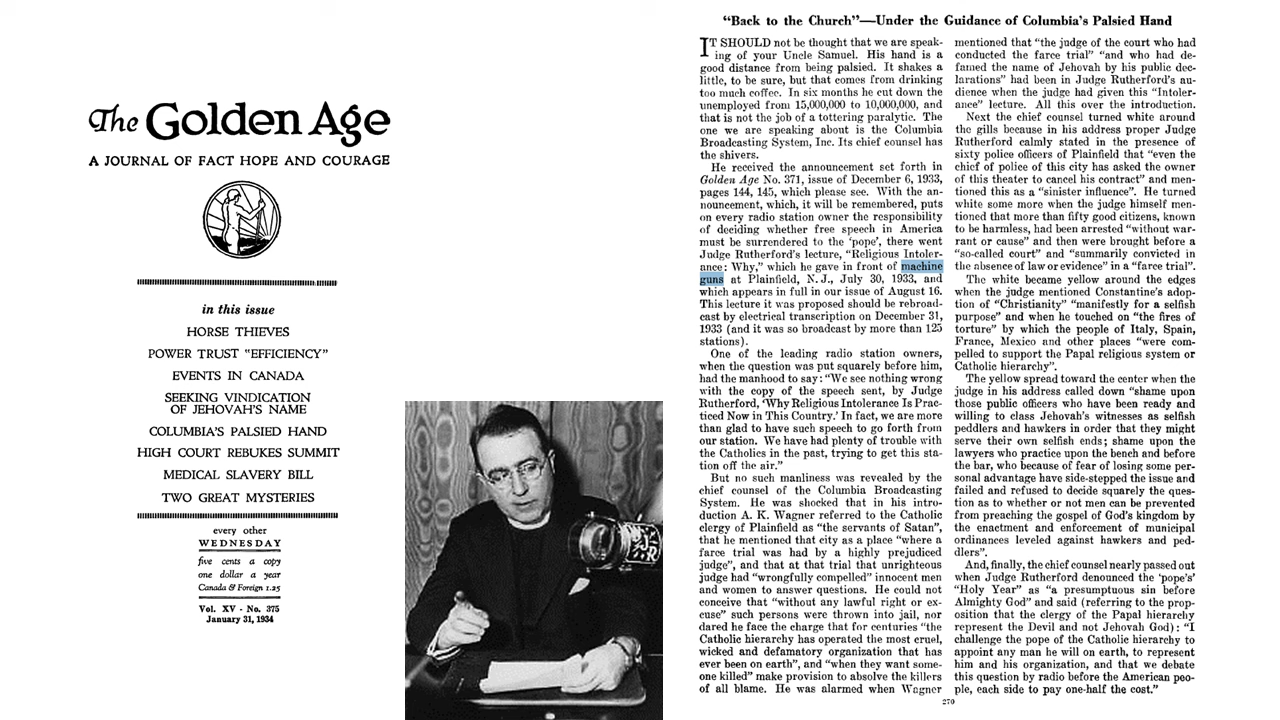 The Golden Age
A JOURNAL OF FACT HOPE AND COURAGE
in this issue
HORSE THIEVES
POWER TRUST "EFFICIENCY"
EVENTS IN CANADA
SEEKING VINDICATION
OF JEHOVAH'S NAME
COLUMBIA'S PALSIED HAND
HIGH COURT REBUKES SUMMIT
MEDICAL SLAVERY BILL
TWO GREAT MYSTERIES
every other
WEDNESDAY
five cents a copy
one dollar a year
Canada & Foreign 1.25
Vol. XV - No. 375
January 31, 1934
"Back to the Church"—Under the Guidance of Columbia's Palsied Hand
IT SHOULD not be thought that we are speak-
ing of your Uncle Samuel. His hand is a
good distance from being palsied. It shakes a
little, to be sure, but that comes from drinking
too much coffee. In six months he cut down the
unemployed from 15,000,000 to 10,000,000, and
that is not the job of a tottering paralytic. The
one we are speaking about is the Columbia
Broadcasting System, Inc. Its chief counsel has
the shivers.
He received the announcement set forth in
Golden Age No. 371, issue of December 6, 1933,
pages 144, 145, which please see. With the an-
nouncement, which, it will be remembered, puts
on every radio station owner the responsibility
of deciding whether free speech in America
must be surrendered to the 'pope', there went
Judge Rutherford's lecture, "Religious Intoler-
ance: Why," which he gave in front of machine
guns at Plainfield, N. J., July 30, 1933, and
which appears in full in our issue of August 16.
This lecture it was proposed should be rebroad-
cast by electrical transcription on December 31,
1933 (and it was so broadcast by more than 125
stations).
One of the leading radio station owners,
when the question was put squarely before him,
had the manhood to say: "We see nothing wrong
with the copy of the speech sent, by Judge
Rutherford, 'Why Religious Intolerance Is Prac-
ticed Now in This Country.' In fact, we are more
than glad to have such speech to go forth from
our station. We have had plenty of trouble with
the Catholics in the past, trying to get this sta-
tion off the air."
But no such manliness was revealed by the
chief counsel of the Columbia Broadcasting
System. He was shocked that in his intro-
duction A. K. Wagner referred to the Catholic
clergy of Plainfield as "the servants of Satan",
that he mentioned that city as a place "where a
farce trial was had by a highly prejudiced
judge", and that at that trial that unrighteous
judge had "wrongfully compelled" innocent men
and women to answer questions. He could not
conceive that "without any lawful right or ex-
cuse" such persons were thrown into jail, nor
dared he face the charge that for centuries "the
Catholic hierarchy has operated the most cruel,
wicked and defamatory organization that has
ever been on earth", and "when they want some-
one killed" make provision to absolve the killers
of all blame. He was alarmed when Wagner
mentioned that "the judge of the court who had
conducted the farce trial" "and who had de-
famed the name of Jehovah by his public dec-
larations" had been in Judge Rutherford's au-
dience when the judge had given this "Intoler-
ance" lecture. All this over the introduction.
Next the chief counsel turned white around
the gills because in his address proper Judge
Rutherford calmly stated in the presence of
sixty police officers of Plainfield that "even the
chief of police of this city has asked the owner
of this theater to cancel his contract" and men-
tioned this as a "sinister influence". He turned
white some more when the judge himself men-
tioned that more than fifty good citizens, known
to be harmless, had been arrested "without war-
rant or cause" and then were brought before a
"so-called court" and "summarily convicted in
the absence of law or evidence" in a "farce trial".
The white became yellow around the edges
when the judge mentioned Constantine's adop-
tion of "Christianity" "manifestly for a selfish
purpose" and when he touched on "the fires of
torture" by which the people of Italy, Spain,
France, Mexico and other places "were com-
pelled to support the Papal religious system or
Catholic hierarchy".
The yellow spread toward the center when the
judge in his address called down "shame upon
those public officers who have been ready and
willing to class Jehovah's witnesses as selfish
peddlers and hawkers in order that they might
serve their own selfish ends; shame upon the
lawyers who practice upon the bench and before
the bar, who because of fear of losing some per-
sonal advantage have side-stepped the issue and
failed and refused to decide squarely the ques-
tion as to whether or not men can be prevented
from preaching the gospel of God's kingdom by
the enactment and enforcement of municipal
ordinances leveled against hawkers and ped-
dlers".
And, finally, the chief counsel nearly passed out
when Judge Rutherford denounced the 'pope's'
"Holy Year" as "a presumptuous sin before
Almighty God" and said (referring to the prop-
osition that the clergy of the Papal hierarchy
represent the Devil and not Jehovah God): "I
challenge the pope of the Catholic hierarchy to
appoint any man he will on earth, to represent
him and his organization, and that we debate
this question by radio before the American peo-
ple, each side to pay one-half the cost."
270